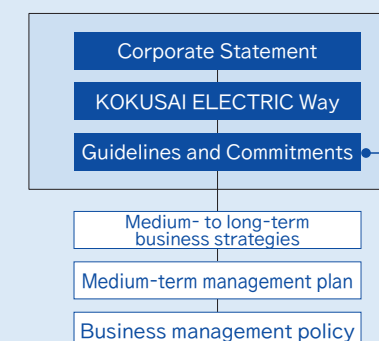 Corporate Statement
KOKUSAI ELECTRIC Way
Guidelines and Commitments
Medium- to long-term
business strategies
Medium-term management plan
Business management policy